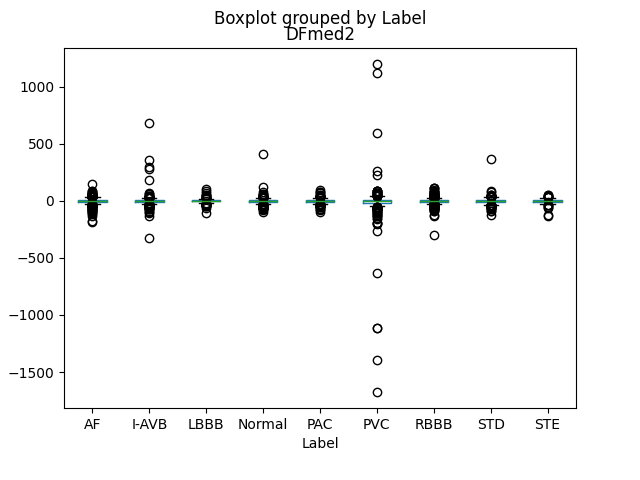 Boxplot grouped by Label
DFmed2
1000
500
0
−500
−1000
−1500
AF I-AVB LBBB Normal PAC PVC RBBB STD STE
Label